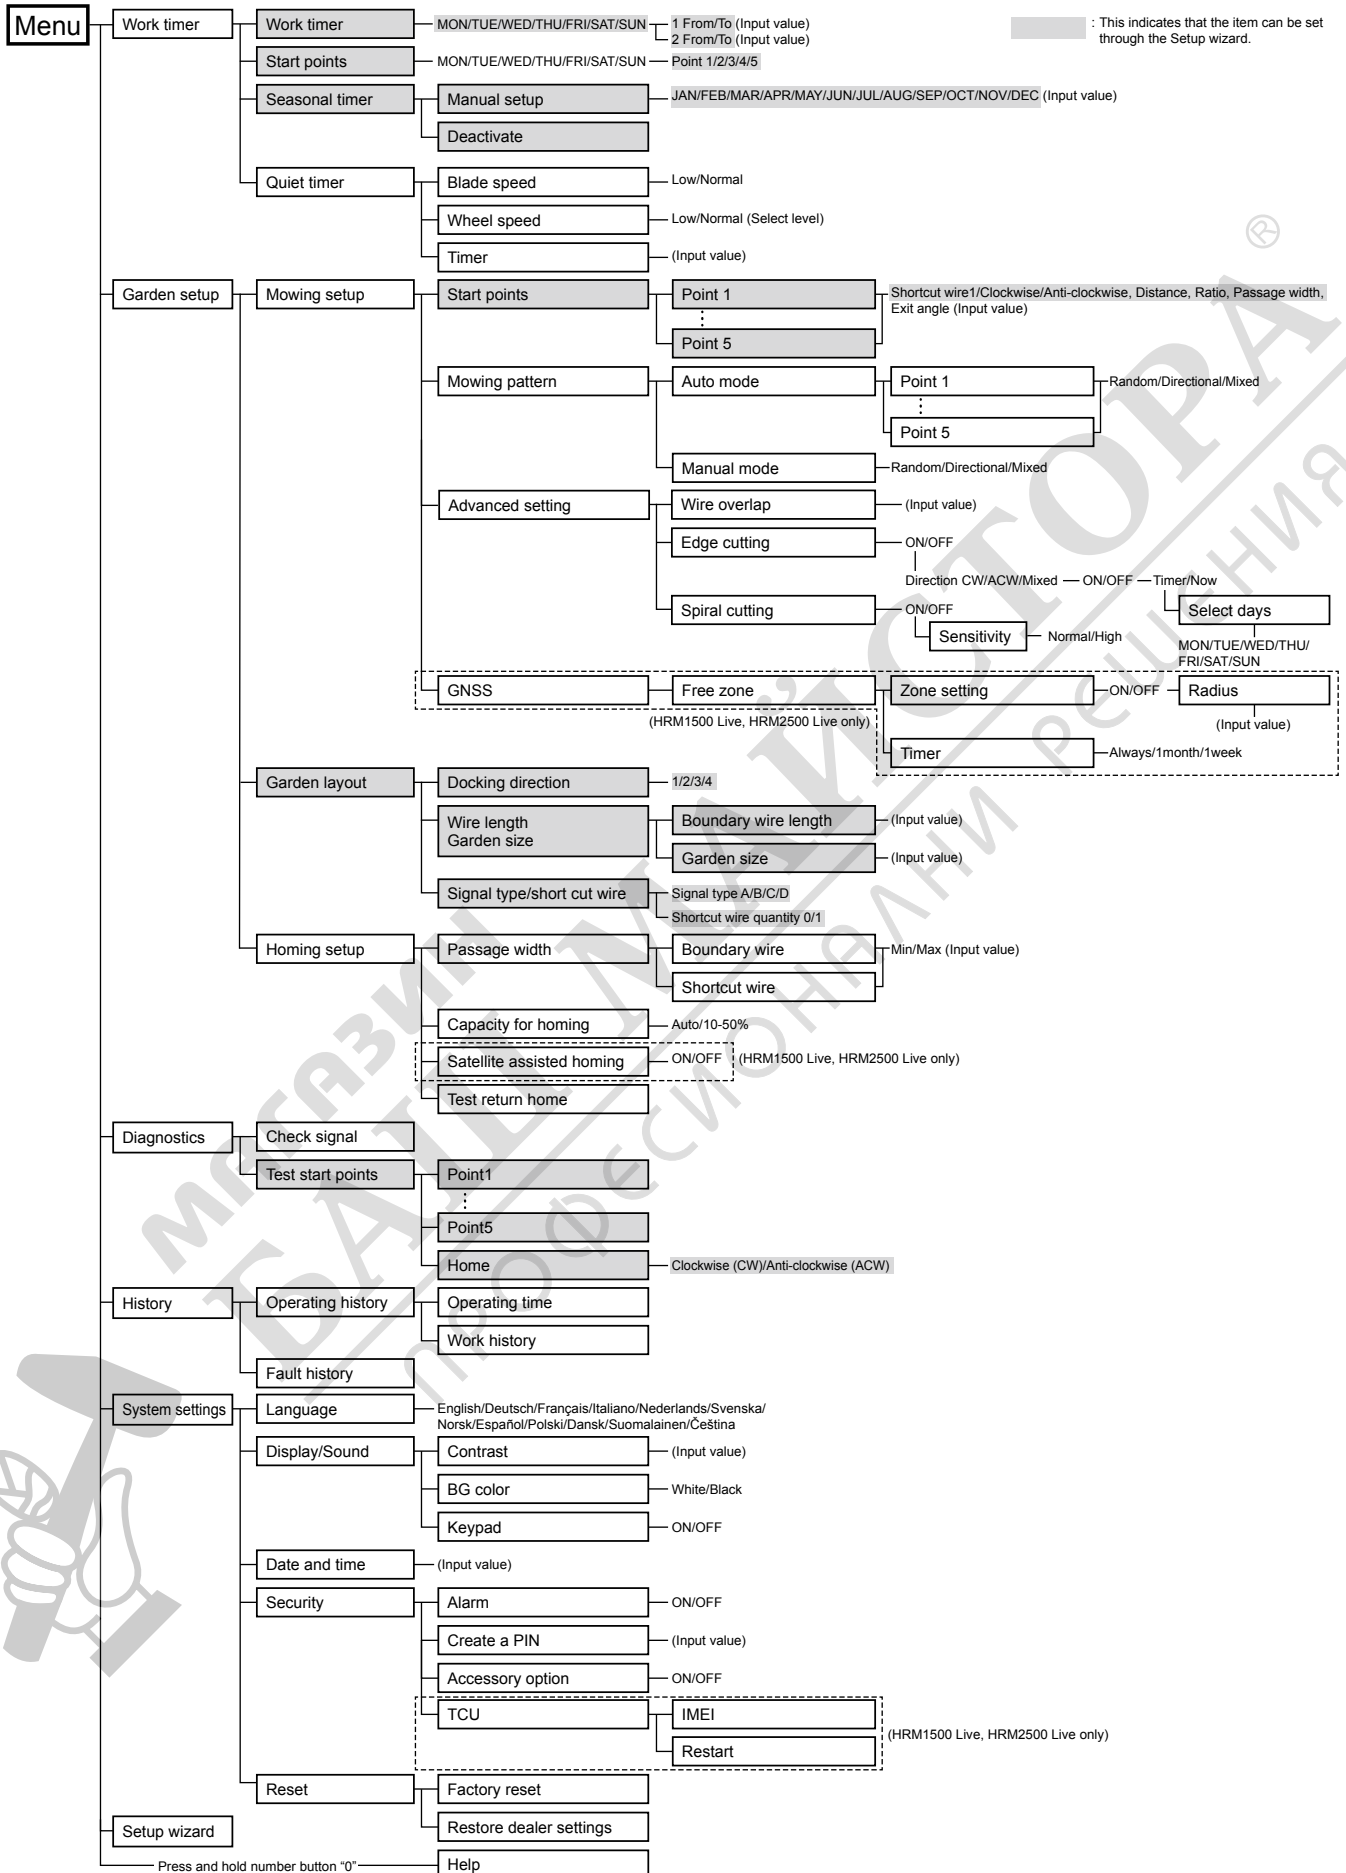 Menu
Work timer
Work timer
MON/TUE/WED/THU/FRI/SAT/SUN
1 From/To (Input value)
2 From/To (Input value)
: This indicates that the item can be set
through the Setup wizard.
Start points
MON/TUE/WED/THU/FRI/SAT/SUN
Point 1/2/3/4/5
Seasonal timer
Manual setup
JAN/FEB/MAR/APR/MAY/JUN/JUL/AUG/SEP/OCT/NOV/DEC (Input value)
Deactivate
Quiet timer
Blade speed
Low/Normal
Wheel speed
Low/Normal (Select level)
Timer
(Input value)
Garden setup
Mowing setup
Start points
Point 1
Shortcut wire1/Clockwise/Anti-clockwise, Distance, Ratio, Passage width,
Exit angle (Input value)
Point 5
Mowing pattern
Auto mode
Point 1
Random/Directional/Mixed
Point 5
Manual mode
Random/Directional/Mixed
Advanced setting
Wire overlap
(Input value)
Edge cutting
ON/OFF
Direction CW/ACW/Mixed
ON/OFF
Timer/Now
Select days
MON/TUE/WED/THU/
FRI/SAT/SUN
Spiral cutting
ON/OFF
Sensitivity
Normal/High
GNSS
Free zone
Zone setting
ON/OFF
Radius
(Input value)
(HRM1500 Live, HRM2500 Live only)
Timer
Always/1month/1week
Garden layout
Docking direction
1/2/3/4
Wire length
Garden size
Boundary wire length
(Input value)
Garden size
(Input value)
Signal type/short cut wire
Signal type A/B/C/D
Shortcut wire quantity 0/1
Homing setup
Passage width
Boundary wire
Min/Max (Input value)
Shortcut wire
Capacity for homing
Auto/10-50%
Satellite assisted homing
ON/OFF
(HRM1500 Live, HRM2500 Live only)
Test return home
Diagnostics
Check signal
Test start points
Point1
Point5
Home
Clockwise (CW)/Anti-clockwise (ACW)
History
Operating history
Operating time
Work history
Fault history
System settings
Language
English/Deutsch/Français/Italiano/Nederlands/Svenska/
Norsk/Español/Polski/Dansk/Suomalainen/Čeština
Display/Sound
Contrast
(Input value)
BG color
White/Black
Keypad
ON/OFF
Date and time
(Input value)
Security
Alarm
ON/OFF
Create a PIN
(Input value)
Accessory option
ON/OFF
TCU
IMEI
Restart
(HRM1500 Live, HRM2500 Live only)
Reset
Factory reset
Restore dealer settings
Setup wizard
Press and hold number button “0”
Help
магазин
БАШ МАЙСТОРА ®
ПРОФЕСИОНАЛНИ РЕШЕНИЯ